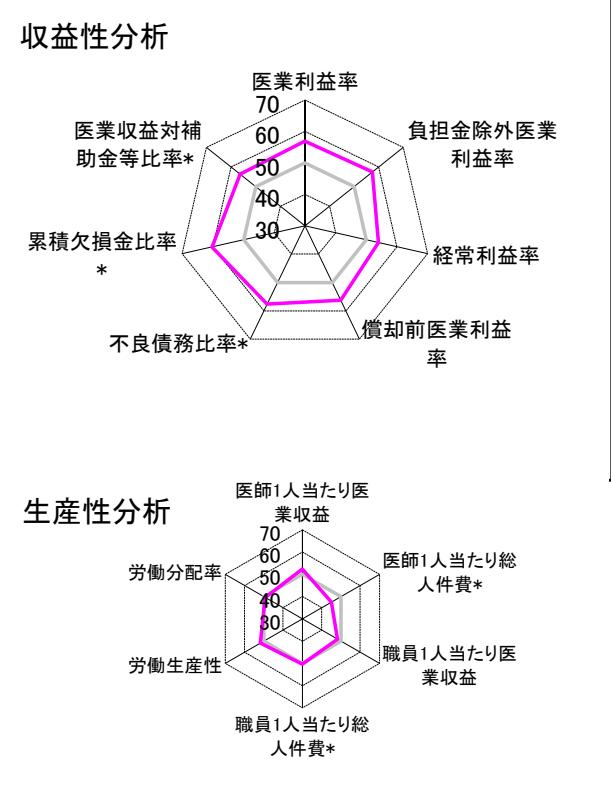 収益性分析
医業利益率
70
60
50
40
30
負担金除外医業
利益率
経常利益率
償却前医業利益
率
不良債務比率*
累積欠損金比率
*
医業収益対補
助金等比率*
生産性分析
医師1人当たり医
業収益
70
60
50
40
30
医師1人当たり総
人件費*
職員1人当たり医
業収益
職員1人当たり総
人件費*
労働生産性
労働分配率